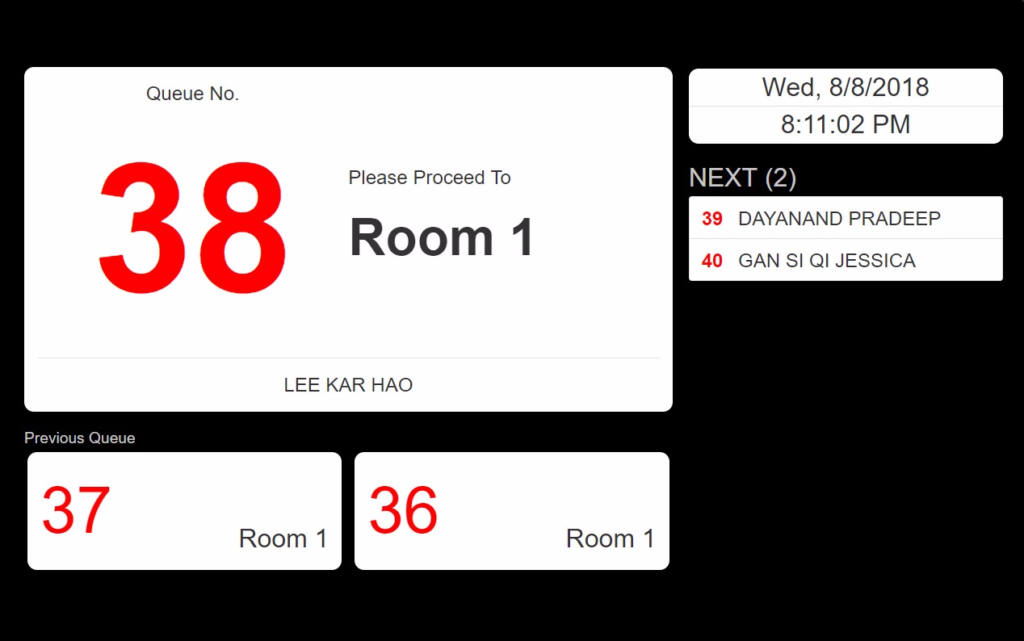 Queue No.
38
Please Proceed To
Room 1
LEE KAR HAO
Previous Queue
37
Room 1
36
Room 1
Wed, 8/8/2018
8:11:02 PM
NEXT (2)
39 DAYANAND PRADEEP
40 GAN SI QI JESSICA